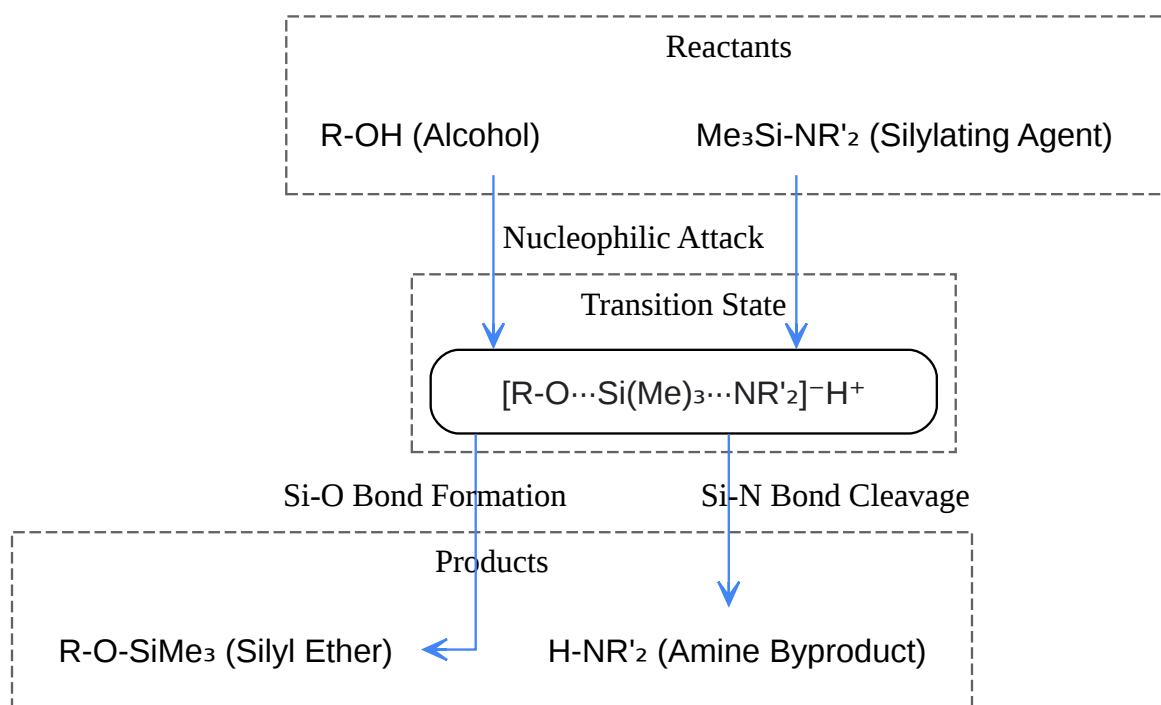 Reactants
R-OH (Alcohol)
Me₃Si-NR'₂ (Silylating Agent)
Nucleophilic Attack
Transition State
[R-O···Si(Me)₃···NR'₂]⁻H⁺
Si-O Bond Formation
Si-N Bond Cleavage
Products
R-O-SiMe₃ (Silyl Ether)
H-NR'₂ (Amine Byproduct)